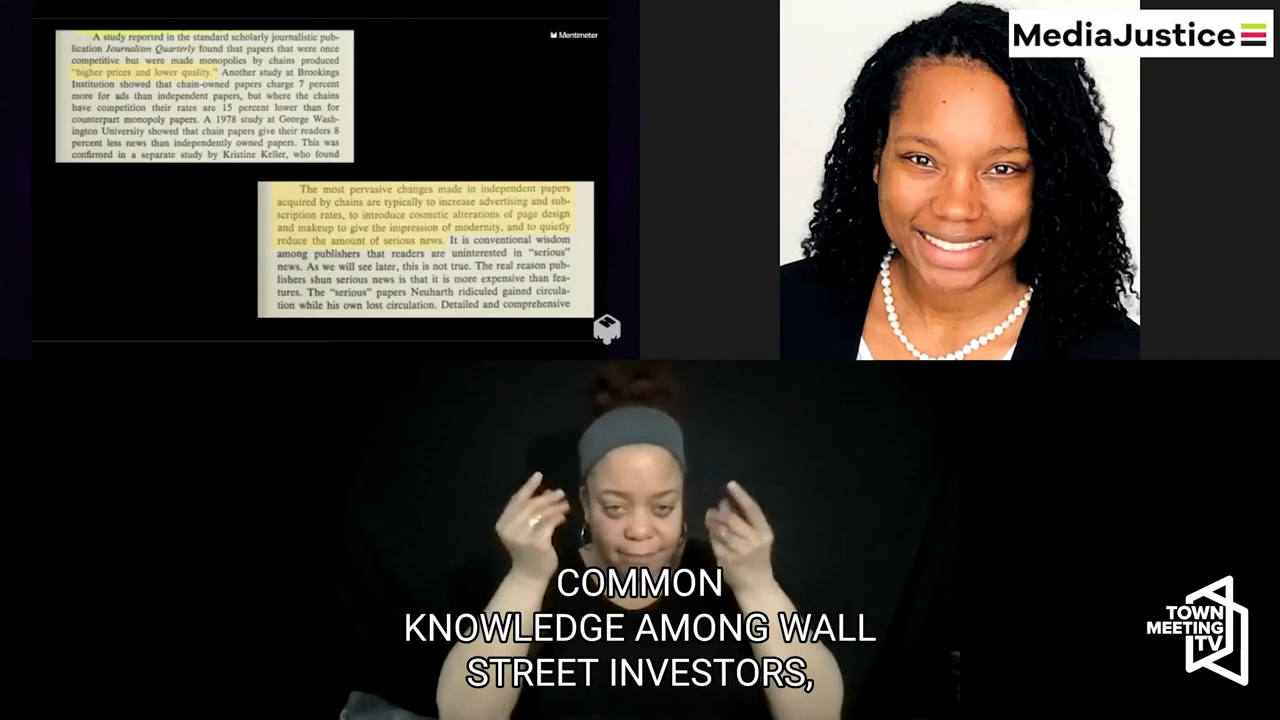 A study reported in the standard scholarly journalistic pub-
lication Journalism Quarterly found that papers that were once
competitive but were made monopolies by chains produced
“higher prices and lower quality.” Another study at Brookings
Institution showed that chain-owned papers charge 7 percent
more for ads than independent papers, but where the chains
have competition their rates are 15 percent lower than for
counterpart monopoly papers. A 1978 study at George Wash-
ington University showed that chain papers give their readers 8
percent less news than independently owned papers. This was
confirmed in a separate study by Kristine Keller, who found
Mentimeter
The most pervasive changes made in independent papers
acquired by chains are typically to increase advertising and sub-
scription rates, to introduce cosmetic alterations of page design
and makeup to give the impression of modernity, and to quietly
reduce the amount of serious news. It is conventional wisdom
among publishers that readers are uninterested in “serious”
news. As we will see later, this is not true. The real reason pub-
lishers shun serious news is that it is more expensive than fea-
tures. The “serious” papers Neuharth ridiculed gained circula-
tion while his own lost circulation. Detailed and comprehensive
MediaJustice
COMMON
KNOWLEDGE AMONG WALL
STREET INVESTORS,
TOWN
MEETING
TV